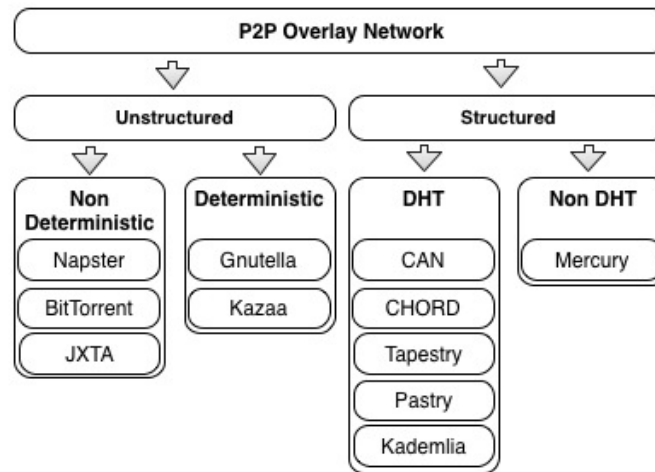 P2P Overlay Network
Unstructured
Structured
Non
Deterministic
Napster
BitTorrent
JXTA
Deterministic
Gnutella
Kazaa
DHT
CAN
CHORD
Tapestry
Pastry
Kademlia
Non DHT
Mercury